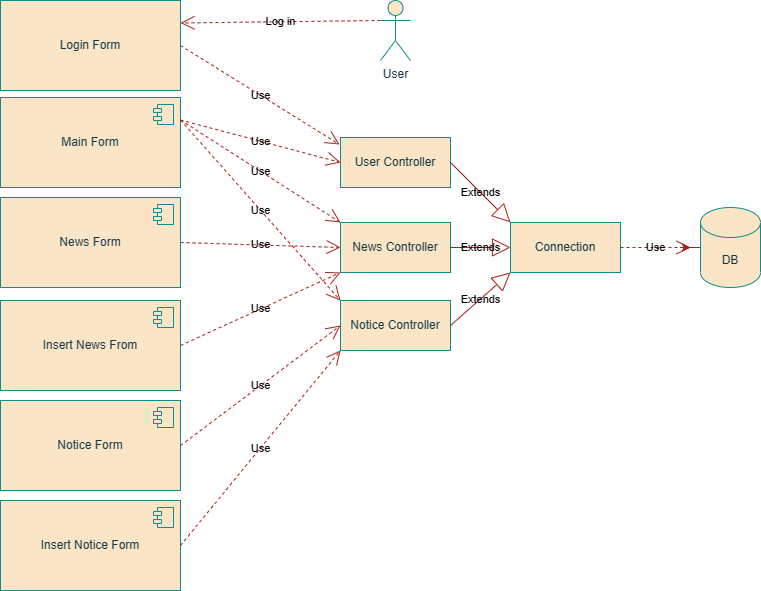 Log in
Login Form
User
Use
Main Form
Use
User Controller
Use
Extends
Use
News Form
Use
News Controller
Extends
Connection
Use
DB
Extends
Use
Insert News From
Notice Controller
Use
Notice Form
Use
Insert Notice Form